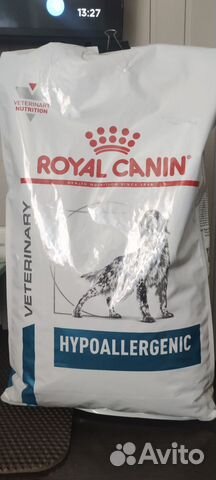 13:27
VETERINARY
NUTRITION
ROYAL CANIN
VETERINARY
HYPOALLERGENIC
Avito